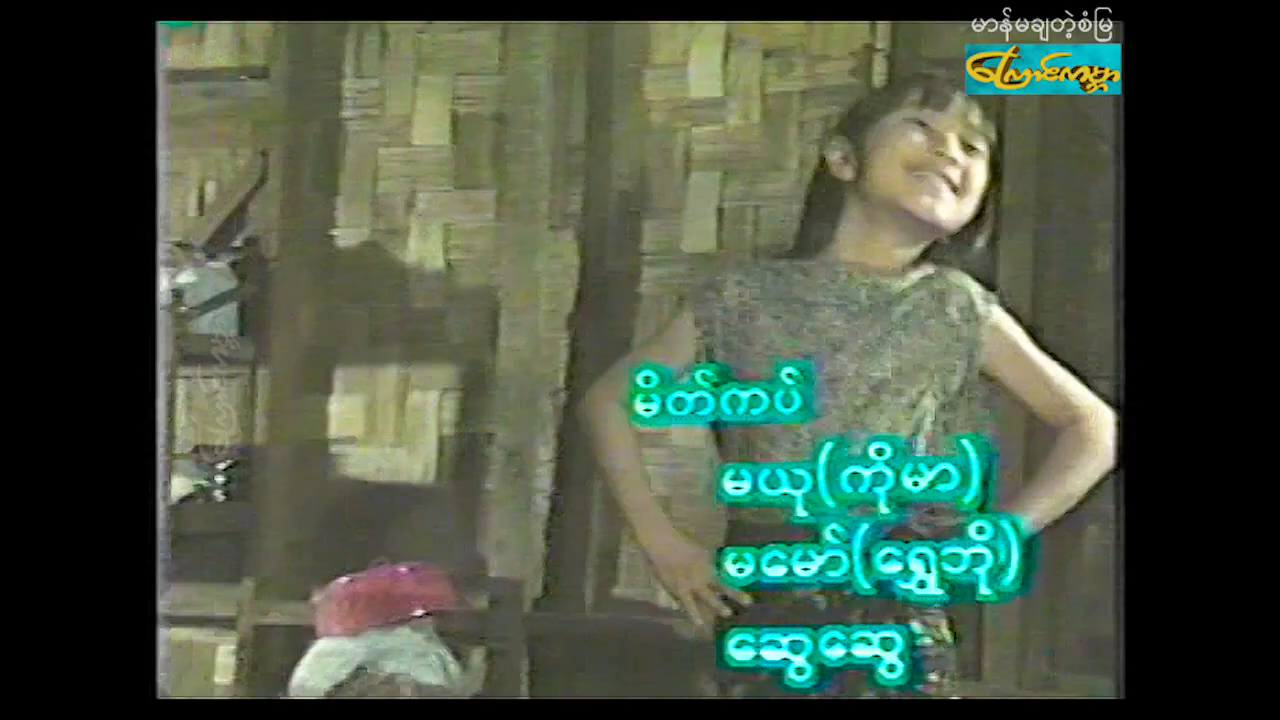 မာန်မချတဲ့စံမြ
မိတ်ကပ်
မယု(ကိုမာ)
မမော်(ရွှေဘို)
ဆွေဆွေ